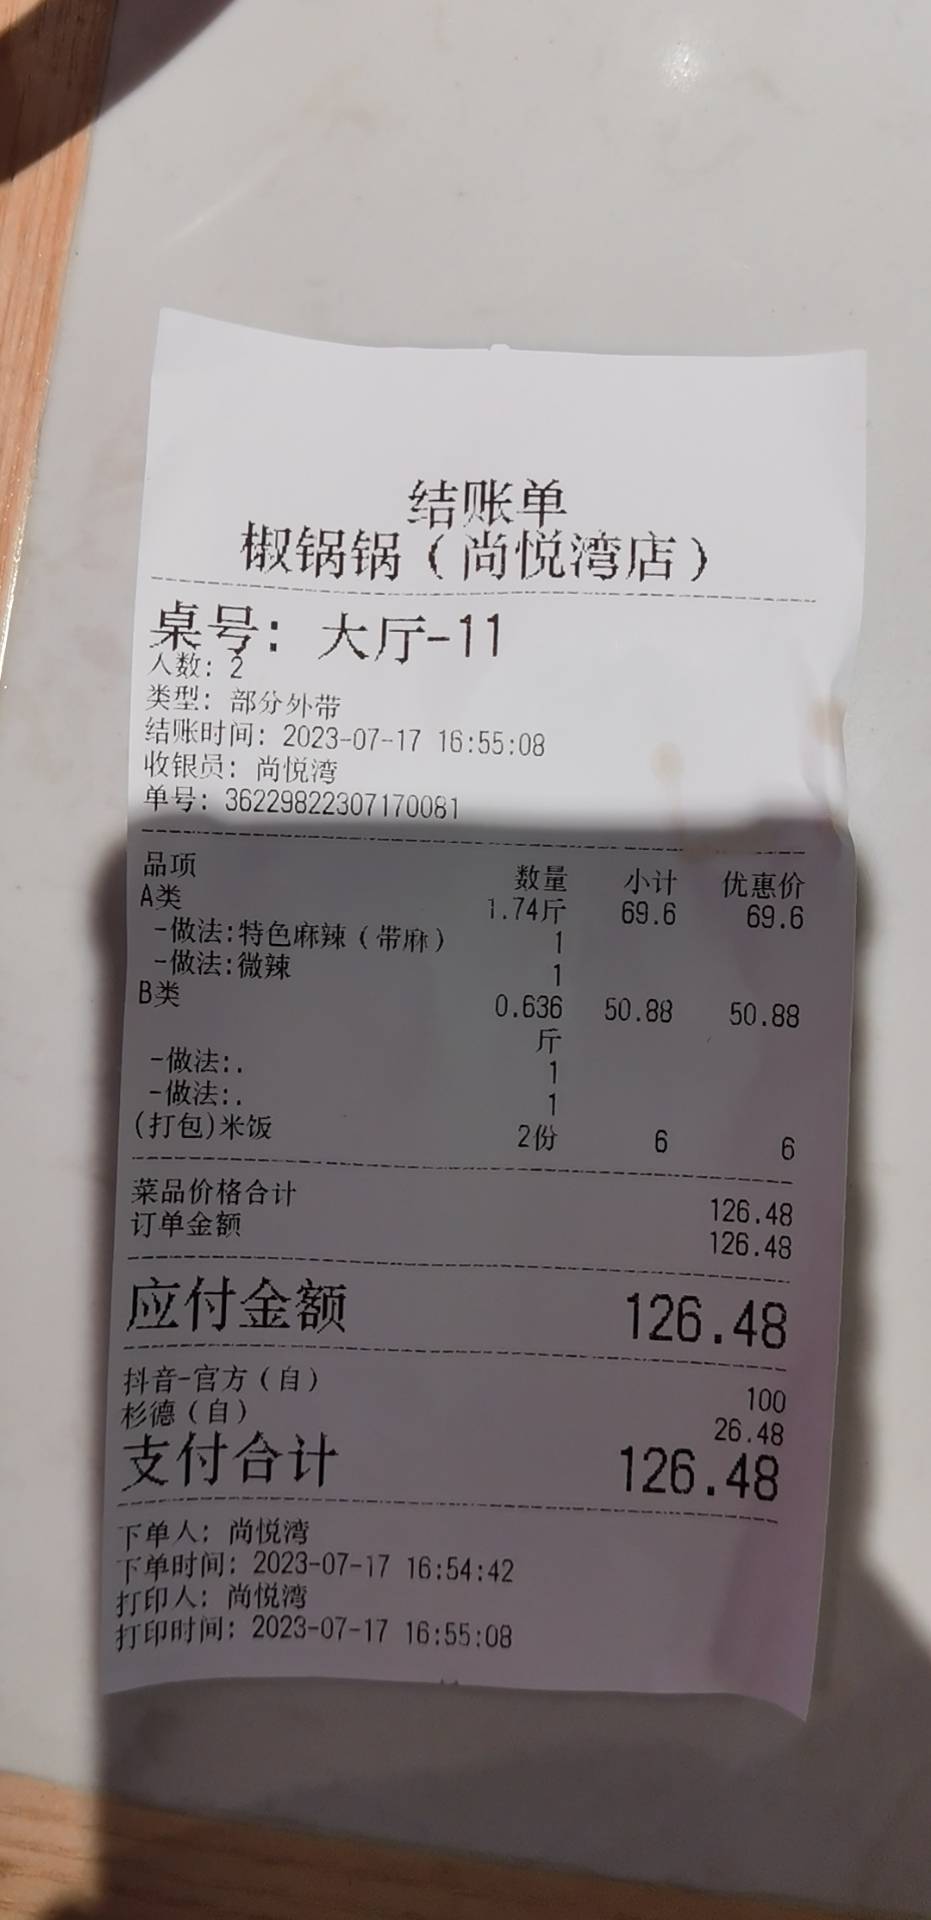 结账单
椒锅锅（尚悦湾店）
桌号：大厅-11
人数：2
类型：部分外带
结账时间：2023-07-17 16:55:08
收银员：尚悦湾
单号：36229822307170081
品项 数量 小计 优惠价
A类 1.74斤 69.6 69.6
-做法:特色麻辣（带麻） 1
-做法:微辣 1
B类 0.636 50.88 50.88
斤
-做法:. 1
-做法:. 1
(打包)米饭 2份 6 6
菜品价格合计 126.48
订单金额 126.48
应付金额 126.48
抖音-官方（自） 100
杉德（自） 26.48
支付合计 126.48
下单人：尚悦湾
下单时间：2023-07-17 16:54:42
打印人：尚悦湾
打印时间：2023-07-17 16:55:08